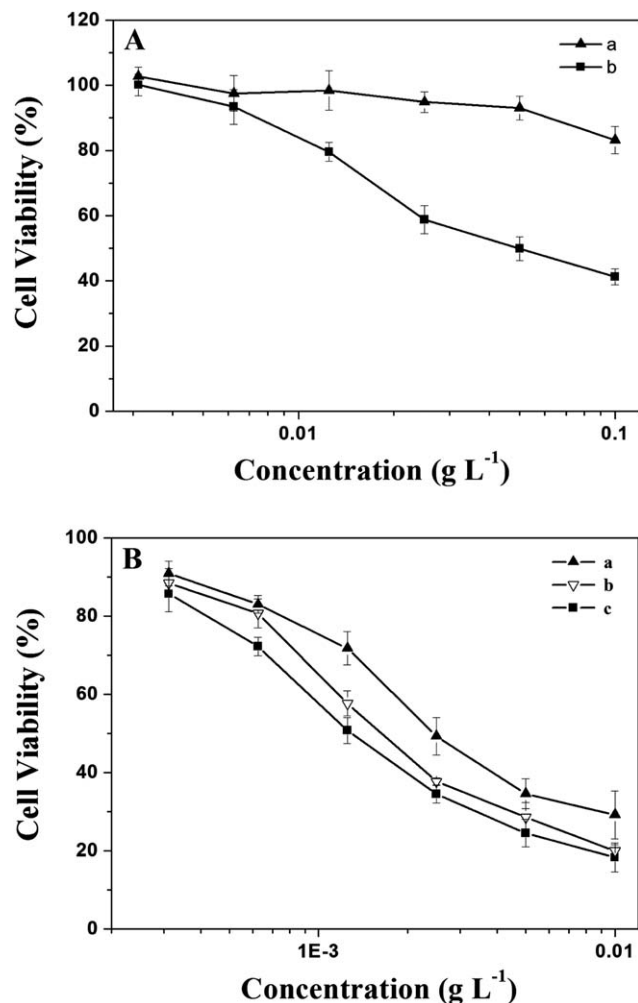 A
a
b
120
100
80
60
40
20
0
Cell Viability (%)
0.01
0.1
Concentration (g L⁻¹)
B
a
b
c
100
80
60
40
20
0
Cell Viability (%)
1E-3
0.01
Concentration (g L⁻¹)